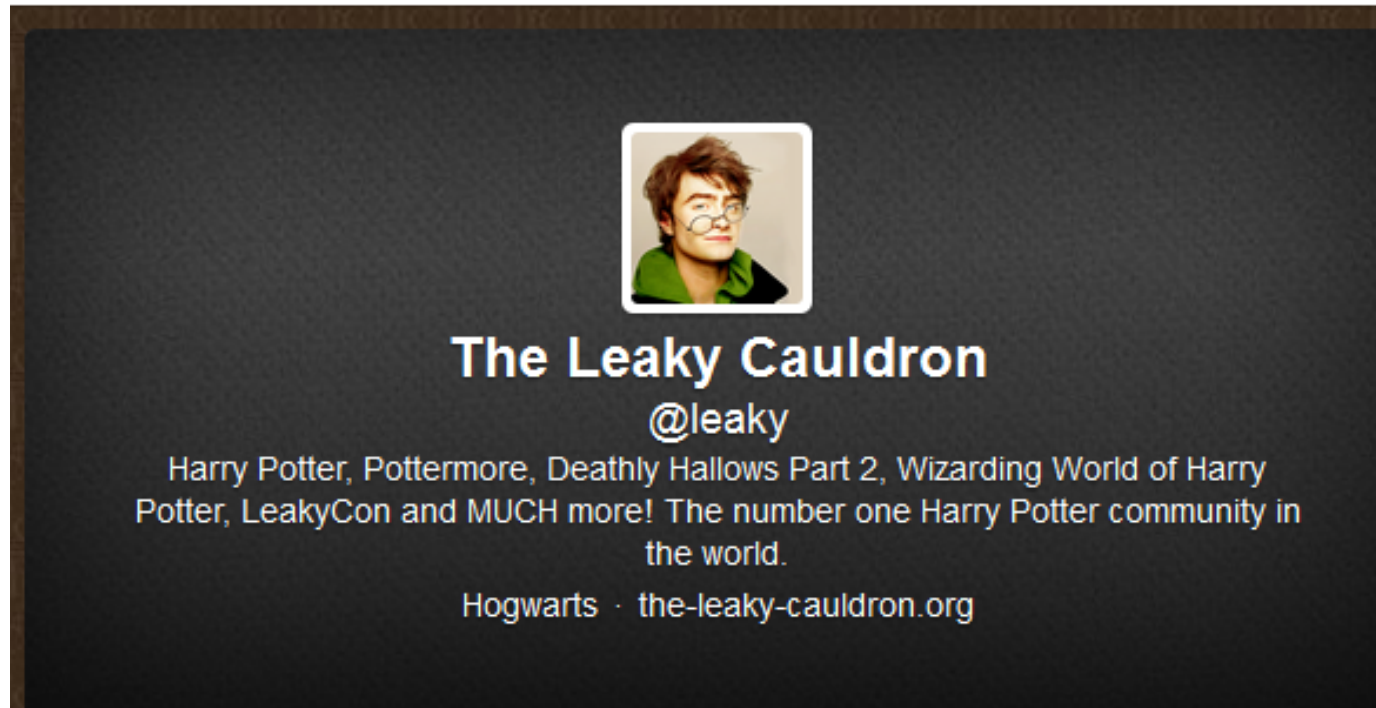 The Leaky Cauldron
@leaky
Harry Potter, Pottermore, Deathly Hallows Part 2, Wizarding World of Harry
Potter, LeakyCon and MUCH more! The number one Harry Potter community in
the world.
Hogwarts · the-leaky-cauldron.org